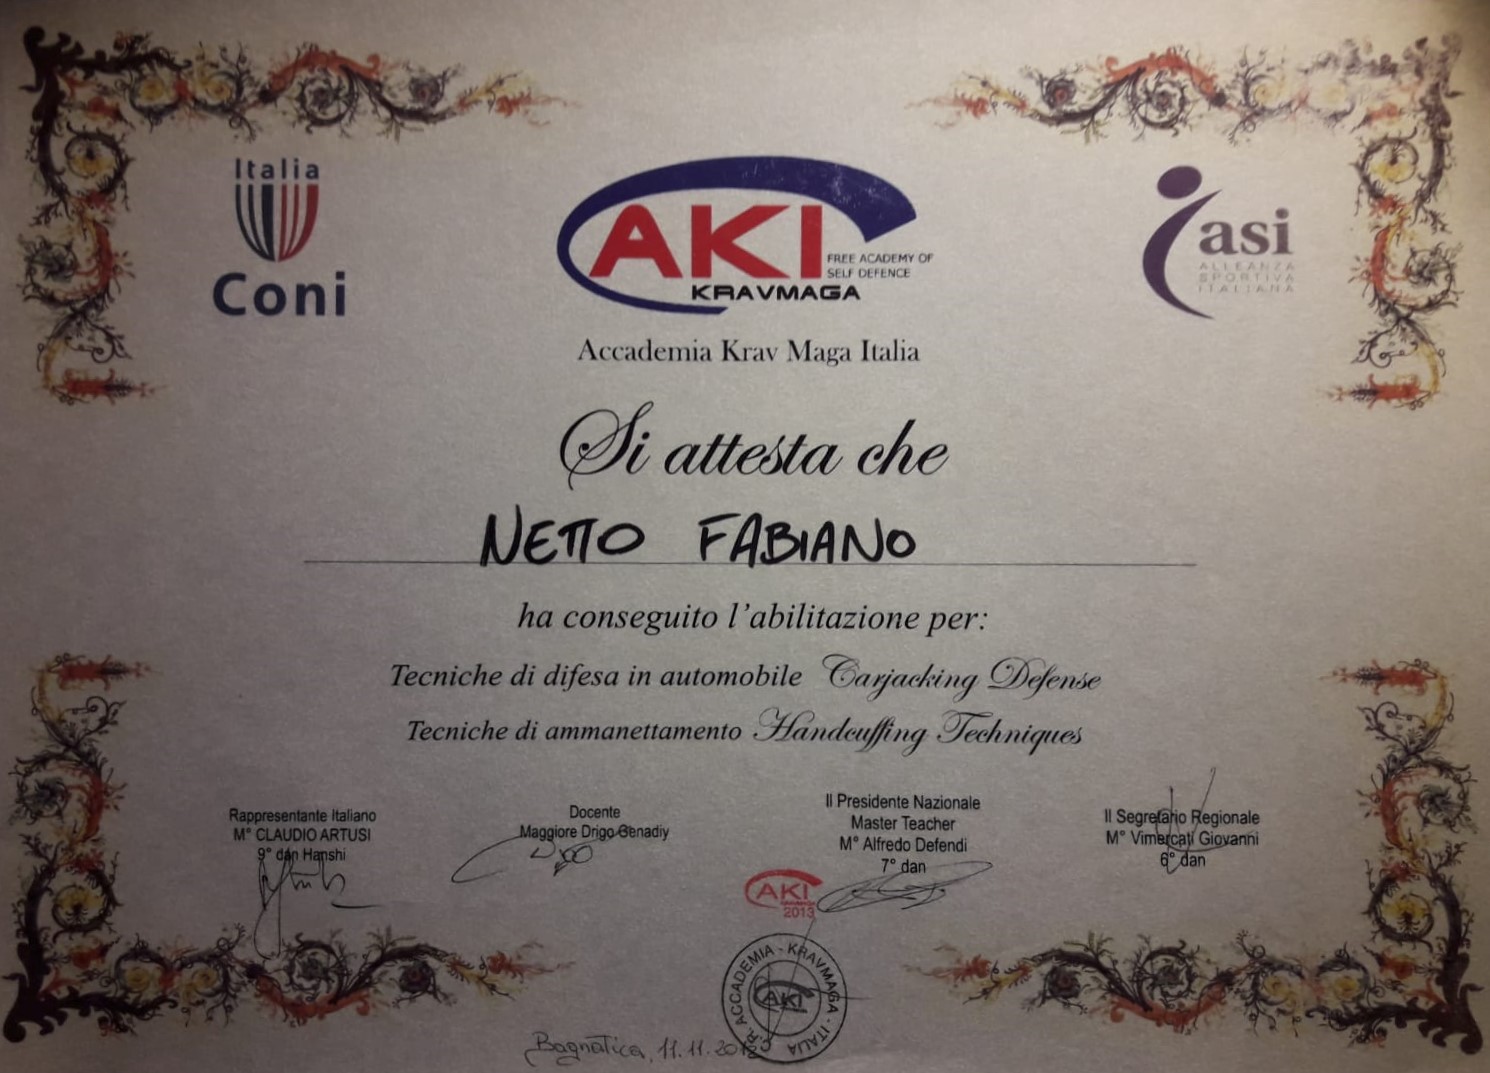 Italia
Coni
AKI
FREE ACADEMY OF
SELF DEFENCE
KRAVMAGA
asi
ALLEANZA
SPORTIVA
ITALIANA
Accademia Krav Maga Italia
Si attesta che
NETTO FABIANO
ha conseguito l'abilitazione per:
Tecniche di difesa in automobile Carjacking Defense
Tecniche di ammanettamento Handcuffing Techniques
Rappresentante Italiano
M° CLAUDIO ARTUSI
9° dan Hanshi
Docente
Maggiore Drigo Genadiy
Il Presidente Nazionale
Master Teacher
M° Alfredo Defendi
7° dan
Il Segretario Regionale
M° Vimercati Giovanni
6° dan
AKI
KRAVMAGA
2013
C.R. ACCADEMIA - KRAVMAGA - ITALIA
AKI
Bagnatica, 11.11.